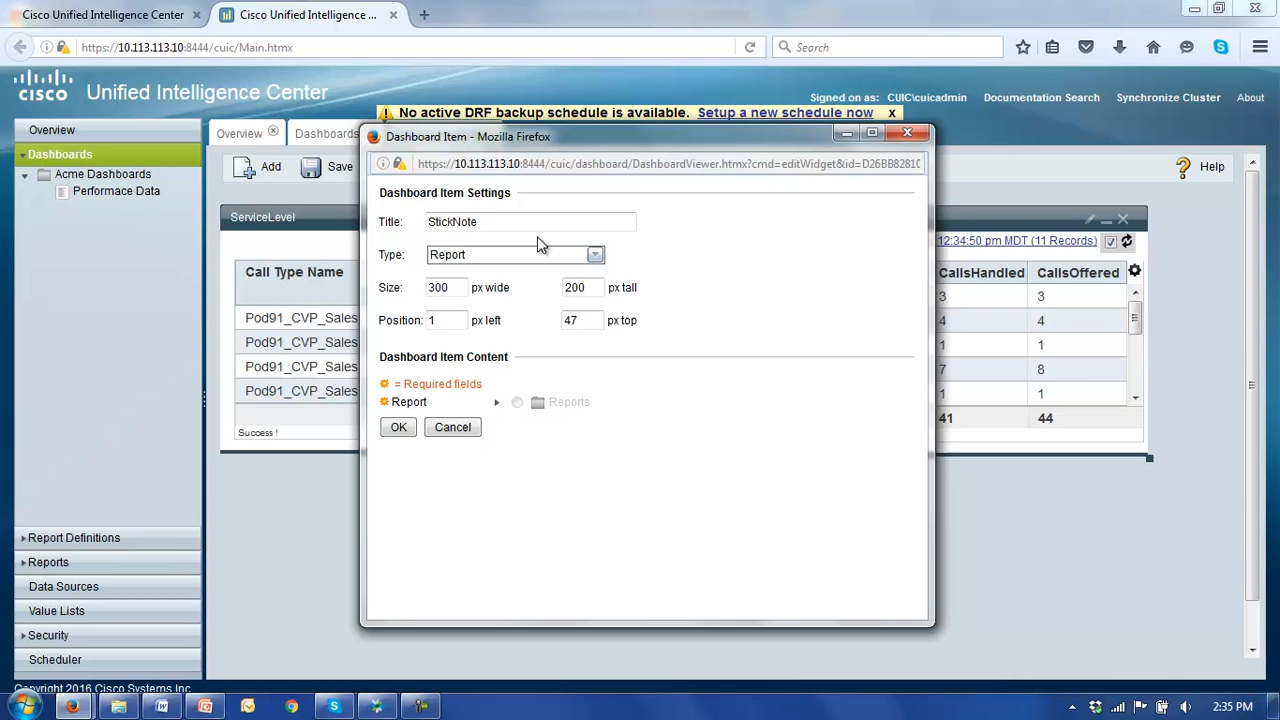 Cisco Unified Intelligence Center
Cisco Unified Intelligence ...
https://10.113.113.10:8444/cuic/Main.htmx
Search
CISCO
Unified Intelligence Center
Signed on as: CUIC\cuicadmin Documentation Search Synchronize Cluster About
No active DRF backup schedule is available. Setup a new schedule now x
Overview
Dashboards
Acme Dashboards
Performace Data
Report Definitions
Reports
Data Sources
Value Lists
Security
Scheduler
Copyright 2016 Cisco Systems Inc
Overview
Dashboards
Add
Save
Help
ServiceLevel
Call Type Name
Pod91_CVP_Sales
Pod91_CVP_Sales
Pod91_CVP_Sales
Pod91_CVP_Sales
Success !
Dashboard Item - Mozilla Firefox
https://10.113.113.10:8444/cuic/dashboard/DashboardViewer.htmx?cmd=editWidget&id=D26BB82810
Dashboard Item Settings
Title: StickNote
Type: Report
Size: 300 px wide 200 px tall
Position: 1 px left 47 px top
Dashboard Item Content
= Required fields
Report Reports
OK Cancel
12:34:50 pm MDT (11 Records)
CallsHandled CallsOffered
3 3
4 4
1 1
7 8
1 1
41 44
2:35 PM